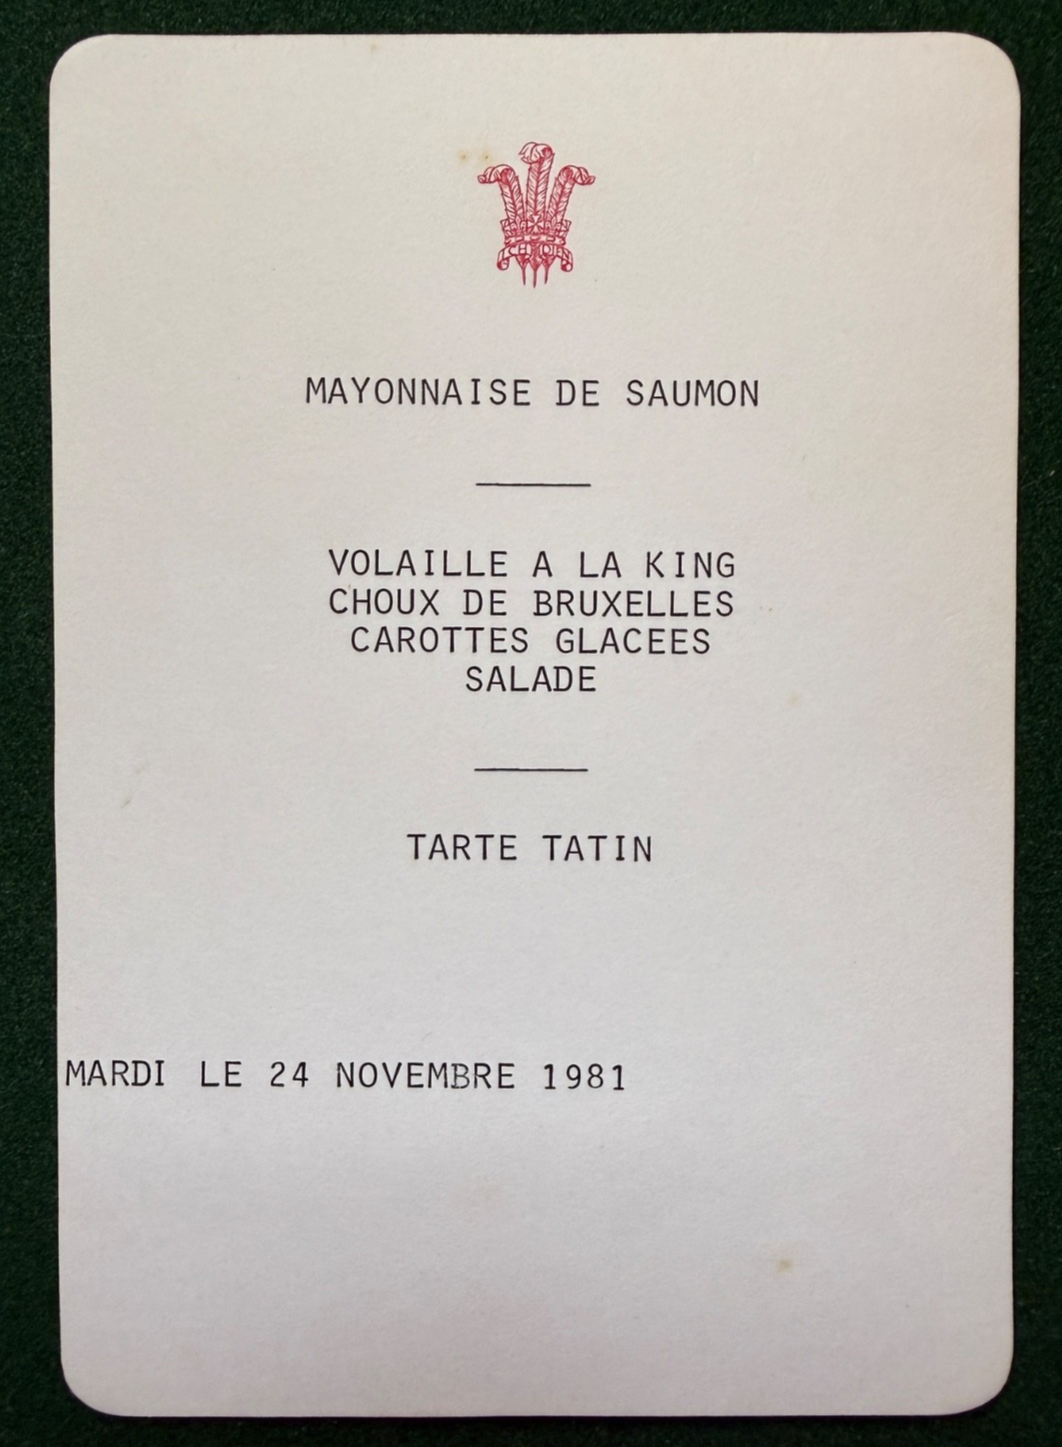 MAYONNAISE DE SAUMON
VOLAILLE A LA KING
CHOUX DE BRUXELLES
CAROTTES GLACEES
SALADE
TARTE TATIN
MARDI LE 24 NOVEMBRE 1981